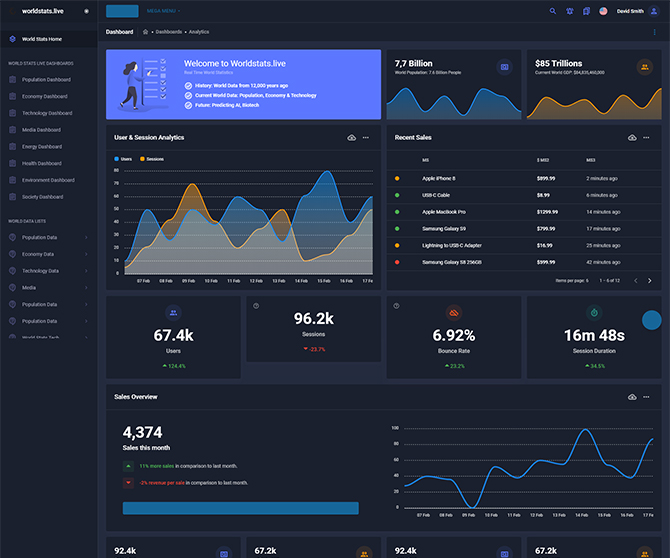 worldstats.live
MEGA MENU
David Smith
World Stats Home
Dashboard
Dashboards
Analytics
WORLD STATS LIVE DASHBOARDS
Population Dashboard
Economy Dashboard
Technology Dashboard
Media Dashboard
Energy Dashboard
Health Dashboard
Environment Dashboard
Society Dashboard
WORLD DATA LISTS
Population Data
Economy Data
Technology Data
Media
Population Data
Population Data
World Stats Tech
Welcome to Worldstats.live
Real Time World Statistics
History: World Data from 12,000 years ago
Current World Data: Population, Economy & Technology
Future: Predicting AI, Biotech
7,7 Billion
World Population: 7.6 Billion People
$85 Trillions
User & Session Analytics
Users
Sessions
80
70
60
50
40
30
20
10
0
07 Feb 08 Feb 09 Feb 10 Feb 11 Feb 12 Feb 13 Feb 14 Feb 15 Feb 16 Feb 17 Fe
Recent Sales
Apple iPhone 8 $899.99 2 minutes ago
USB-C Cable $8.99 6 minutes ago
Apple MacBook Pro $1299.99 14 minutes ago
Samsung Galaxy S9 $799.99 17 minutes ago
Lightning to USB-C Adapter $16.99 25 minutes ago
Samsung Galaxy S8 256GB $999.99 42 minutes ago
Items per page: 6 1 - 6 of 12
67.4k
Users
124.4%
96.2k
Sessions
-23.7%
6.92%
Bounce Rate
23.2%
16m 48s
Session Duration
34.5%
Sales Overview
4,374
Sales this month
11% more sales in comparison to last month.
-2% revenue per sale in comparison to last month.
100
80
60
40
20
0
07 Feb 08 Feb 09 Feb 10 Feb 11 Feb 12 Feb 13 Feb 14 Feb 15 Feb 16 Feb 17 Fe
92.4k
67.2k
92.4k
67.2k